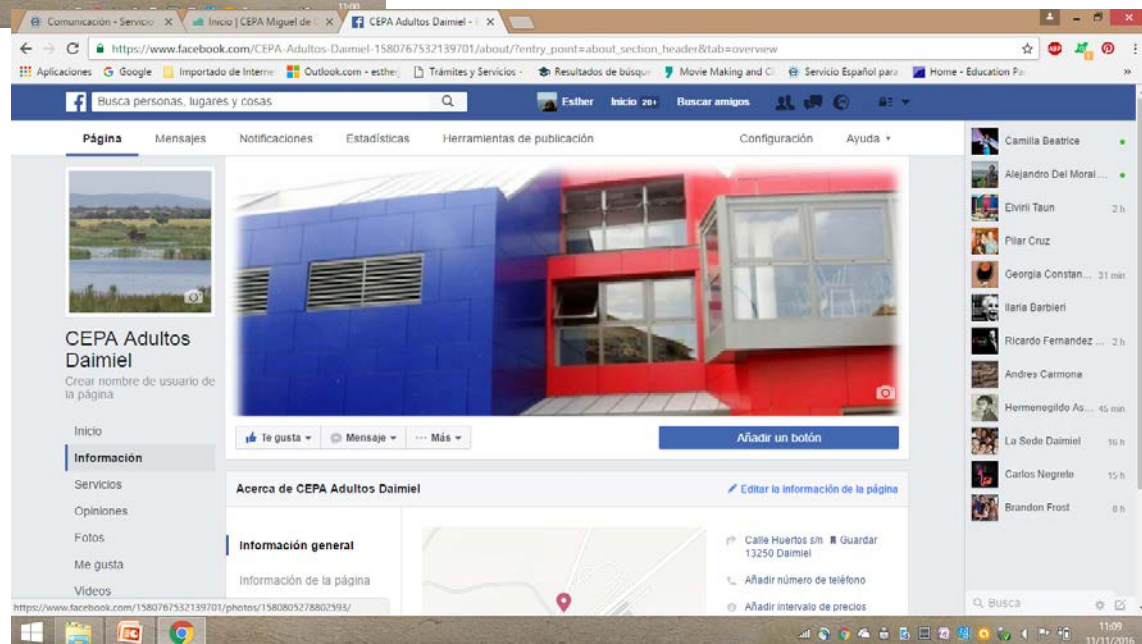 11:00
Comunicación - Servicio
Inicio | CEPA Miguel de C
CEPA Adultos Daimiel -
https://www.facebook.com/CEPA-Adultos-Daimiel-1580767532139701/about/?entry_point=about_section_header&tab=overview
Aplicaciones
Google
Importado de Interne
Outlook.com - esther
Trámites y Servicios -
Resultados de búsqu
Movie Making and Ci
Servicio Español para
Home - Education Pa
»
Busca personas, lugares y cosas
Esther
Inicio 20+
Buscar amigos
Página
Mensajes
Notificaciones
Estadísticas
Herramientas de publicación
Configuración
Ayuda
CEPA Adultos
Daimiel
Crear nombre de usuario de
la página
Inicio
Información
Servicios
Opiniones
Fotos
Me gusta
Vídeos
Te gusta
Mensaje
··· Más
Añadir un botón
Acerca de CEPA Adultos Daimiel
Editar la información de la página
Información general
Información de la página
Calle Huertos s/n
Guardar
13250 Daimiel
Añadir número de teléfono
Añadir intervalo de precios
Camilla Beatrice
Alejandro Del Moral ...
Elvirii Taun 2 h
Pilar Cruz
Georgia Constan... 31 min
Ilaria Barbieri
Ricardo Fernandez ... 2 h
Andres Carmona
Hermenegildo As... 45 min
La Sede Daimiel 16 h
Carlos Negrete 15 h
Brandon Frost 8 h
Busca
https://www.facebook.com/1580767532139701/photos/1580805278802593/
11:09
11/11/2016